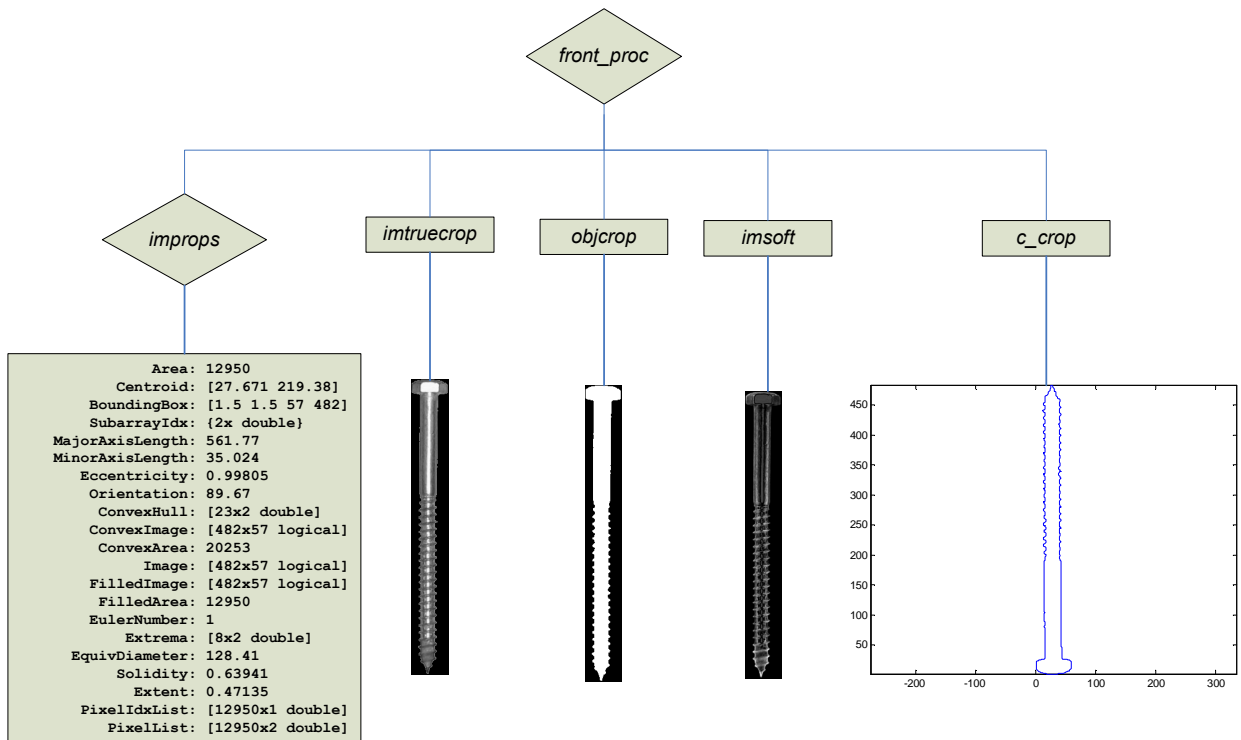 front_proc
improps
imtruecrop
objcrop
imsoft
c_crop
Area: 12950
Centroid: [27.671 219.38]
BoundingBox: [1.5 1.5 57 482]
SubarrayIdx: {2x double}
MajorAxisLength: 561.77
MinorAxisLength: 35.024
Eccentricity: 0.99805
Orientation: 89.67
ConvexHull: [23x2 double]
ConvexImage: [482x57 logical]
ConvexArea: 20253
Image: [482x57 logical]
FilledImage: [482x57 logical]
FilledArea: 12950
EulerNumber: 1
Extrema: [8x2 double]
EquivDiameter: 128.41
Solidity: 0.63941
Extent: 0.47135
PixelIdxList: [12950x1 double]
PixelList: [12950x2 double]
450
400
350
300
250
200
150
100
50
-200 -100 0 100 200 300